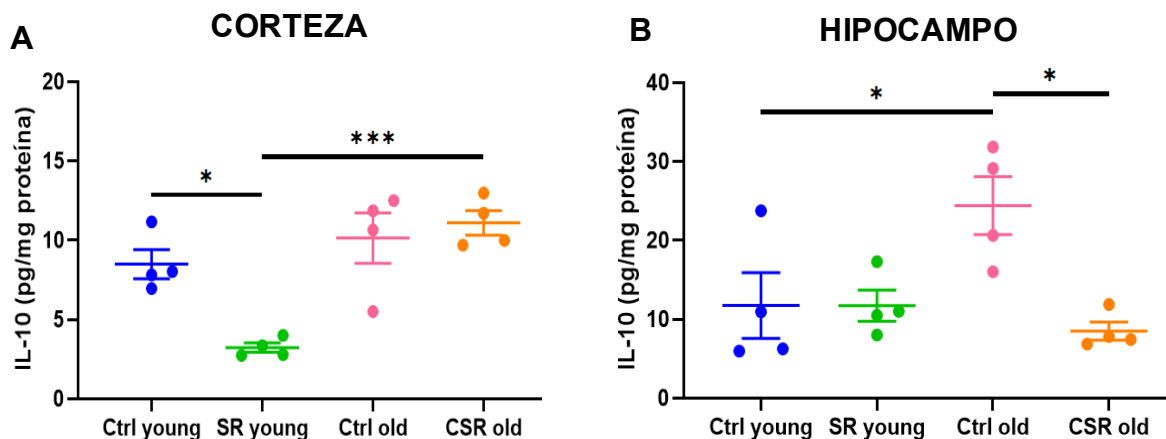 A
CORTEZA
IL-10 (pg/mg proteína)
20
15
10
5
0
*
***
Ctrl young
SR young
Ctrl old
CSR old
B
HIPOCAMPO
IL-10 (pg/mg proteína)
40
30
20
10
0
*
*
Ctrl young
SR young
Ctrl old
CSR old